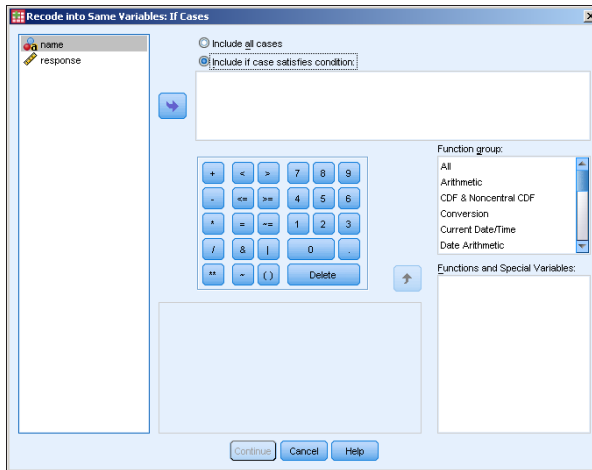 Recode into Same Variables: If Cases
name
response
Include all cases
Include if case satisfies condition:
+ < > 7 8 9
- <= >= 4 5 6
* = ~= 1 2 3
/ & | 0 .
** ~ ( ) Delete
Function group:
All
Arithmetic
CDF & Noncentral CDF
Conversion
Current Date/Time
Date Arithmetic
Functions and Special Variables:
Continue Cancel Help